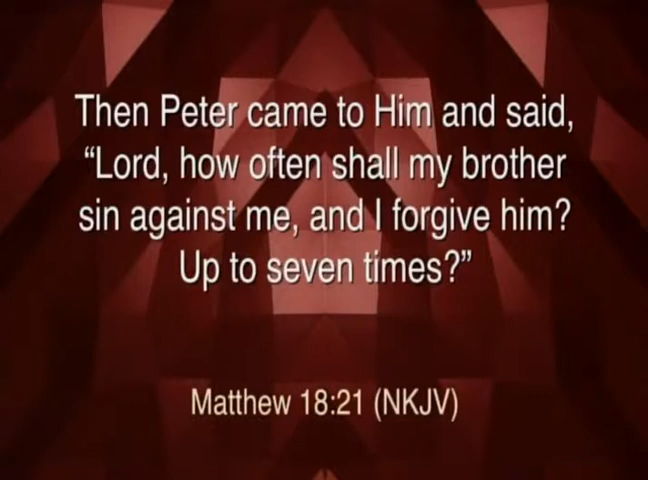 Then Peter came to Him and said,
“Lord, how often shall my brother
sin against me, and I forgive him?
Up to seven times?”
Matthew 18:21 (NKJV)